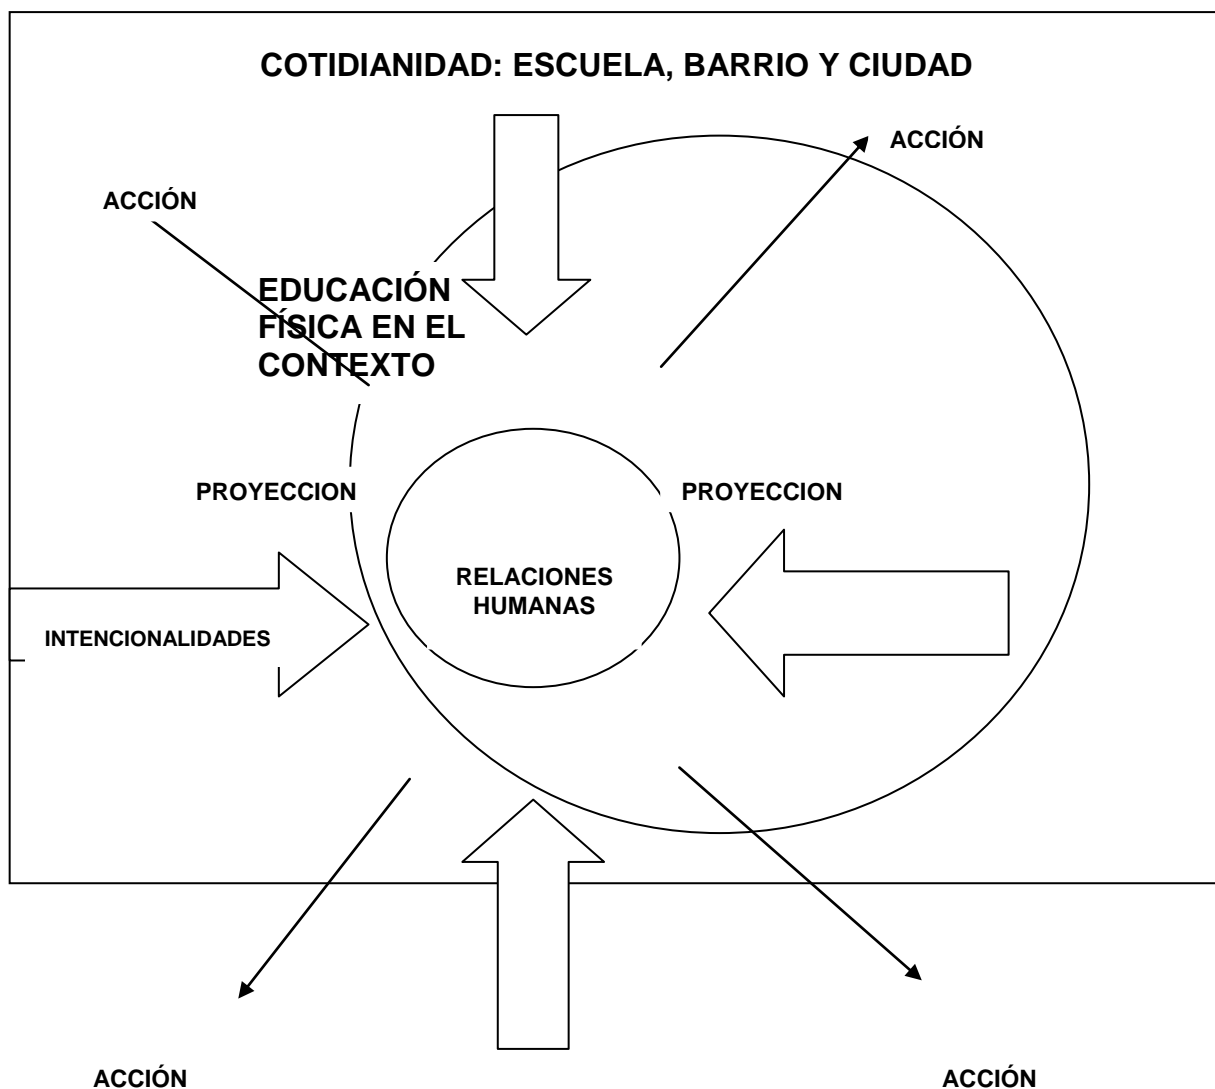 COTIDIANIDAD: ESCUELA, BARRIO Y CIUDAD
ACCIÓN
ACCIÓN
EDUCACIÓN
FÍSICA EN EL
CONTEXTO
PROYECCION
PROYECCION
RELACIONES
HUMANAS
INTENCIONALIDADES
ACCIÓN
ACCIÓN